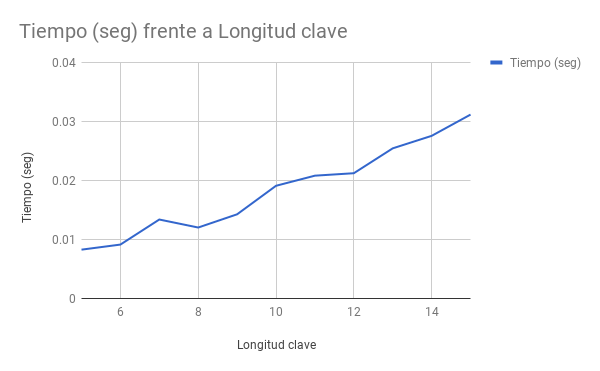 Tiempo (seg) frente a Longitud clave
Tiempo (seg)
0.04
0.03
0.02
0.01
0
Tiempo (seg)
6
8
10
12
14
Longitud clave